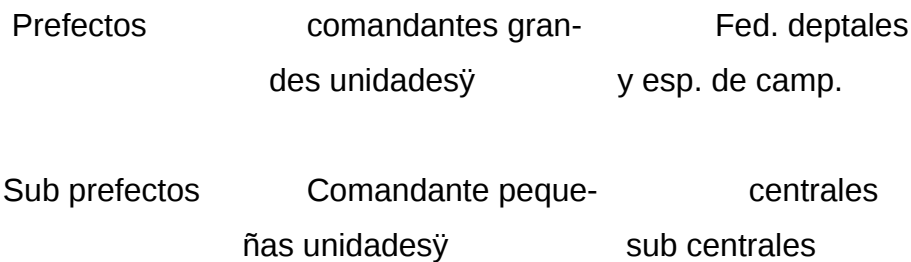 Prefectos comandantes gran- Fed. deptales
des unidadesÿ y esp. de camp.
Sub prefectos Comandante peque- centrales
ñas unidadesÿ sub centrales